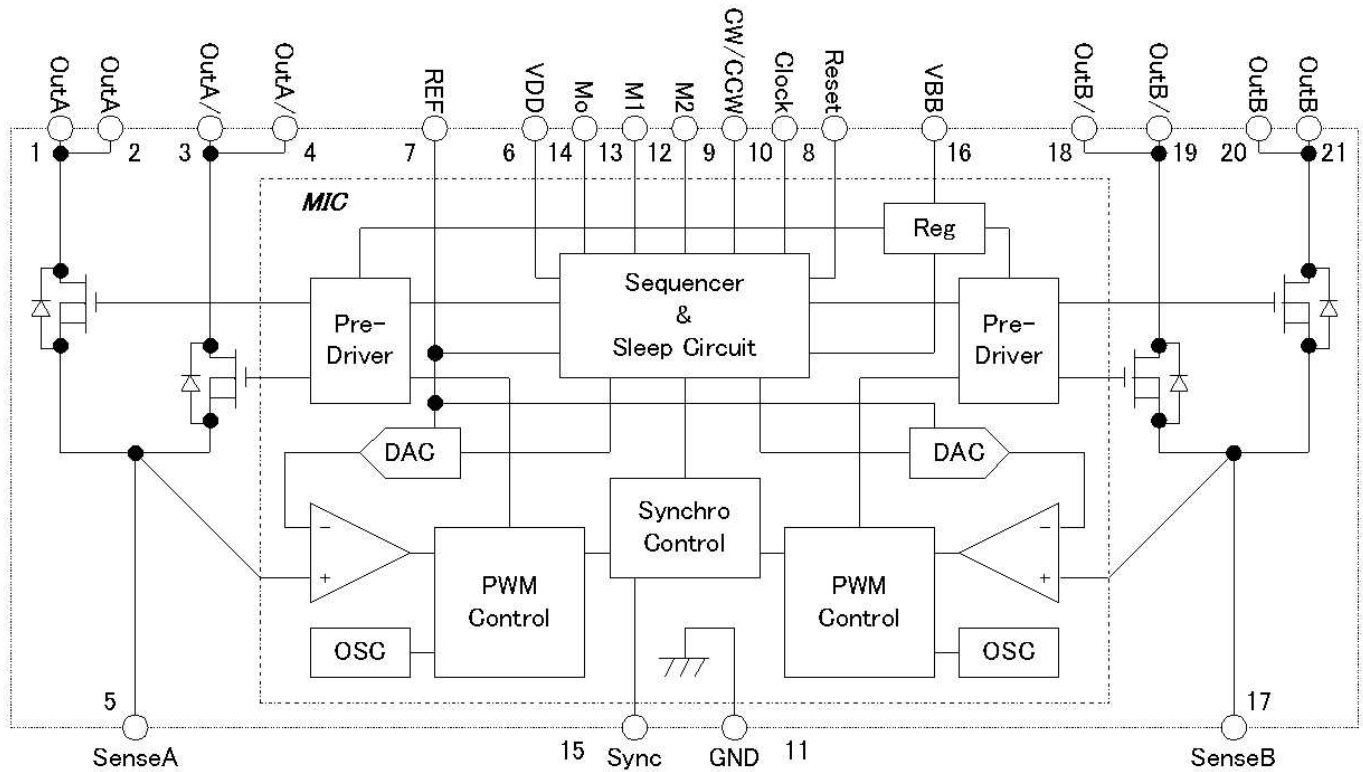 OutA
OutA
OutA/
OutA/
REF
VDD
Mo
M1
M2
CW/CCW
Clock
Reset
VBB
OutB/
OutB/
OutB
OutB
1
2
3
4
7
6
14
13
12
9
10
8
16
18
19
20
21
MIC
Reg
Pre-
Driver
Sequencer
&
Sleep Circuit
Pre-
Driver
DAC
DAC
−
+
Synchro
Control
−
+
PWM
Control
PWM
Control
OSC
OSC
5
17
SenseA
15
Sync
GND
11
SenseB